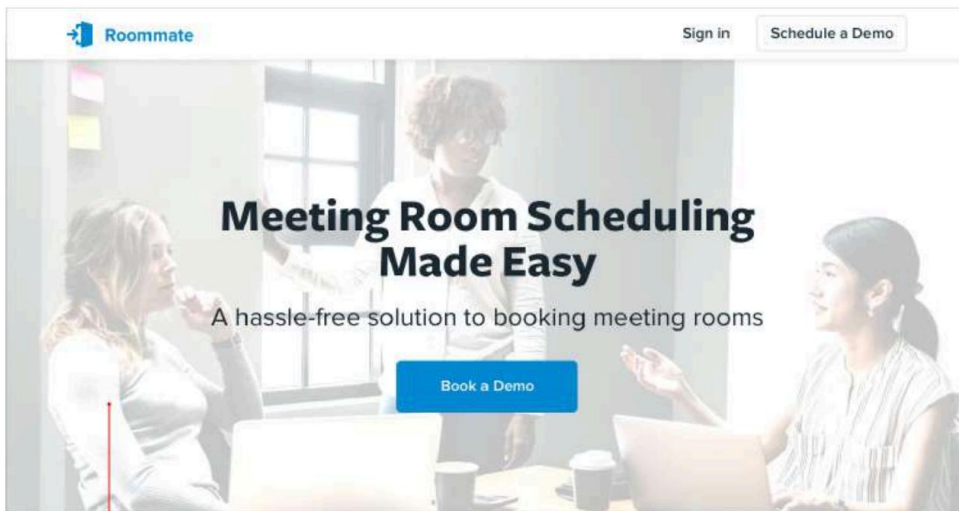 Roommate
Sign in
Schedule a Demo
Meeting Room Scheduling
Made Easy
A hassle-free solution to booking meeting rooms
Book a Demo